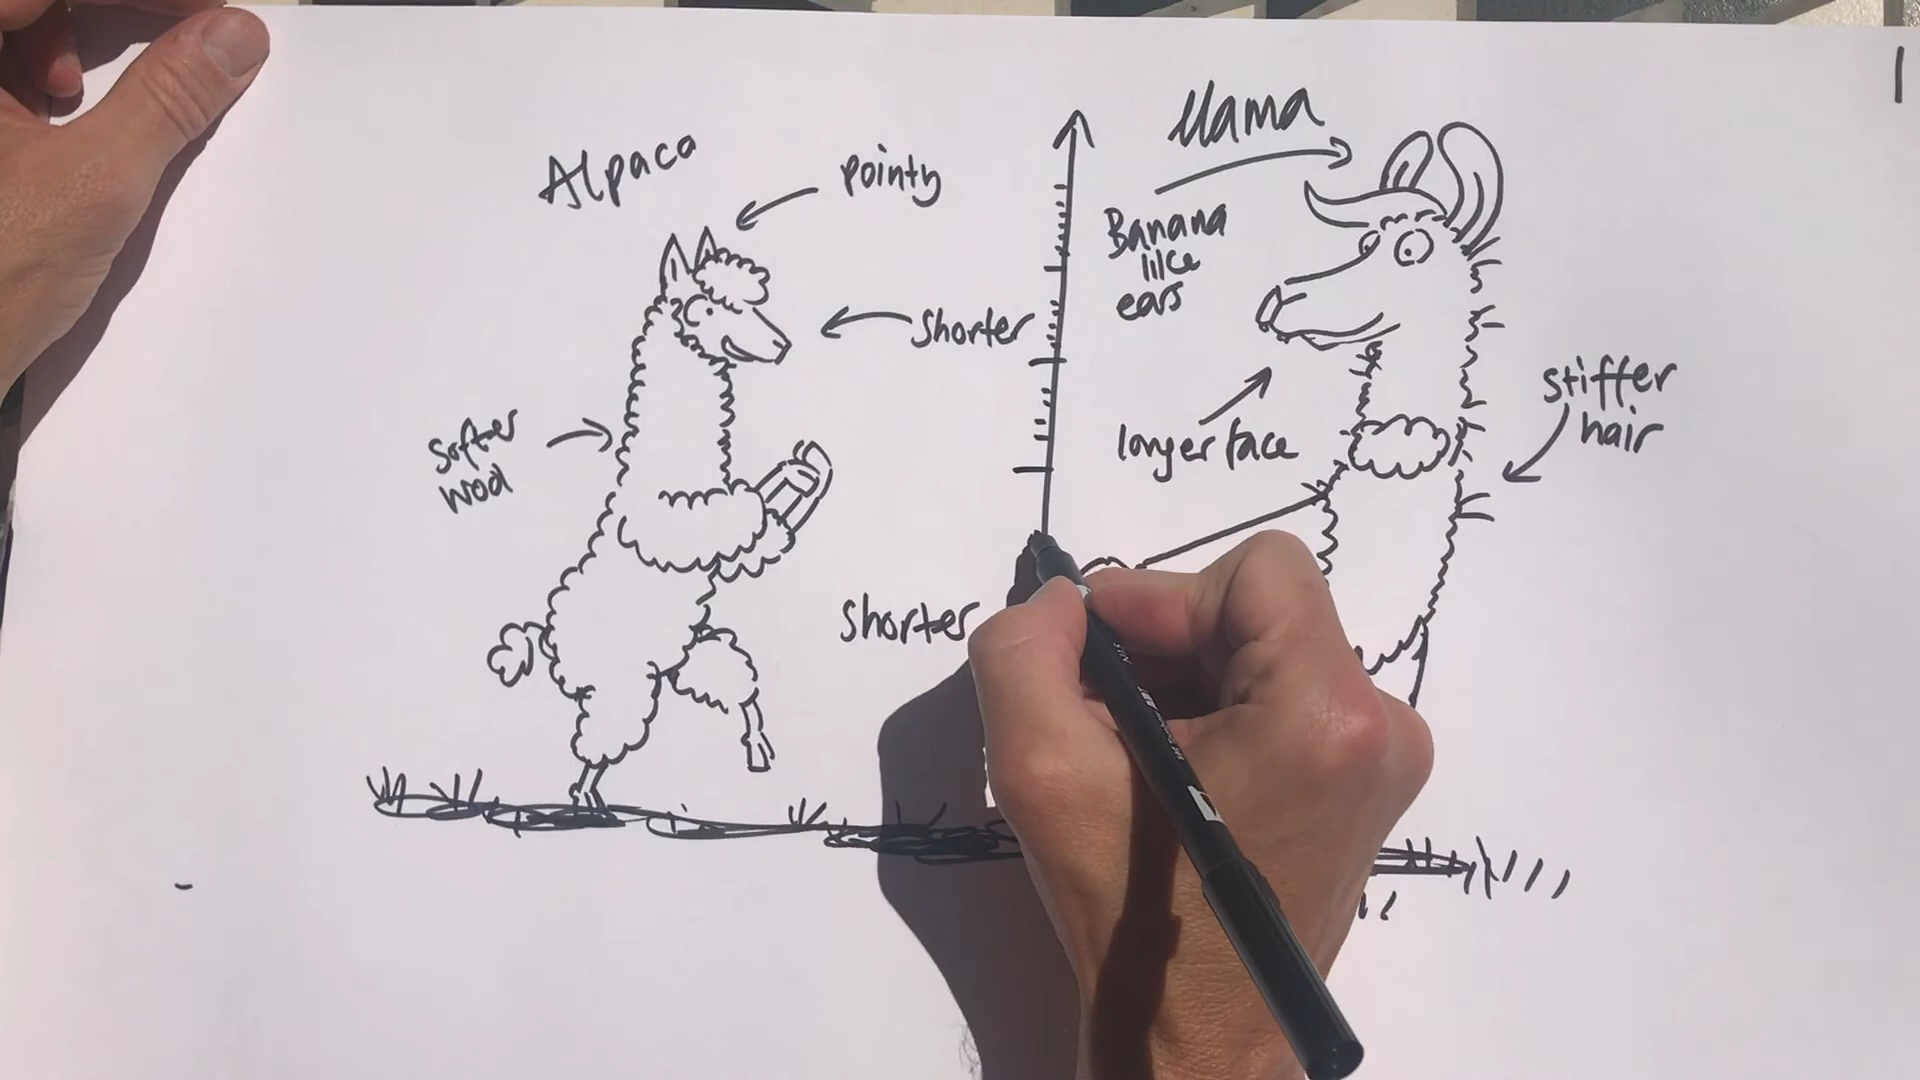 Alpaca
pointy
shorter
softer
wool
shorter
llama
Banana
like
ears
longer face
stiffer
hair